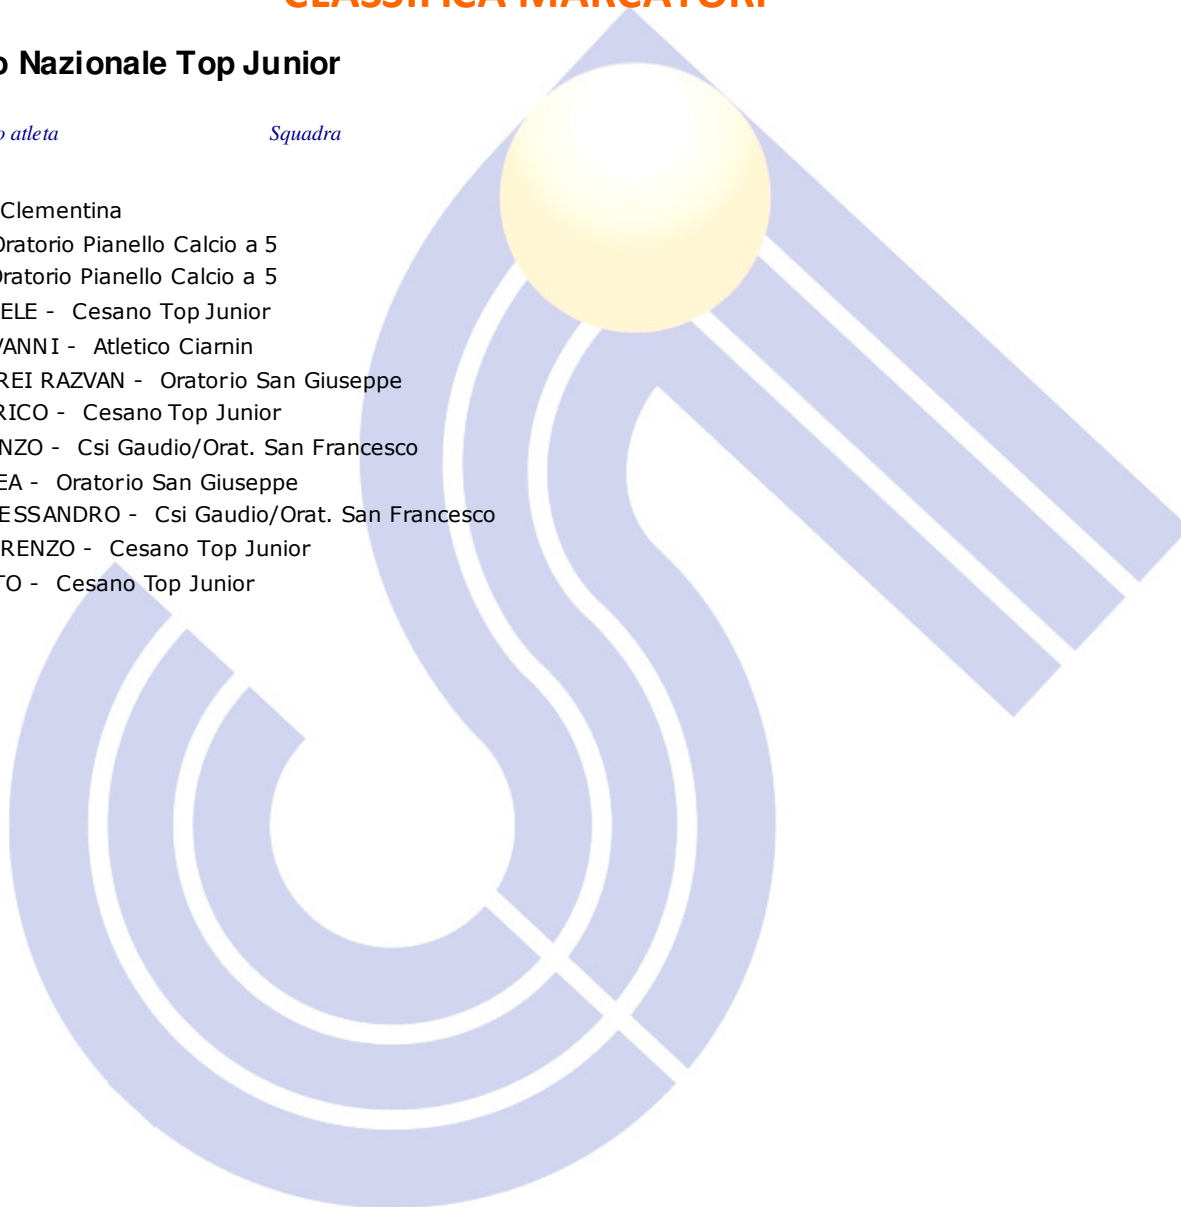 CLASSIFICA MARCATORI
o Nazionale Top Junior
o atleta Squadra
Clementina
Oratorio Pianello Calcio a 5
Oratorio Pianello Calcio a 5
ELE - Cesano Top Junior
VANNI - Atletico Ciarnin
REI RAZVAN - Oratorio San Giuseppe
RICO - Cesano Top Junior
NZO - Csi Gaudio/Orat. San Francesco
EA - Oratorio San Giuseppe
ESSANDRO - Csi Gaudio/Orat. San Francesco
RENZO - Cesano Top Junior
TO - Cesano Top Junior